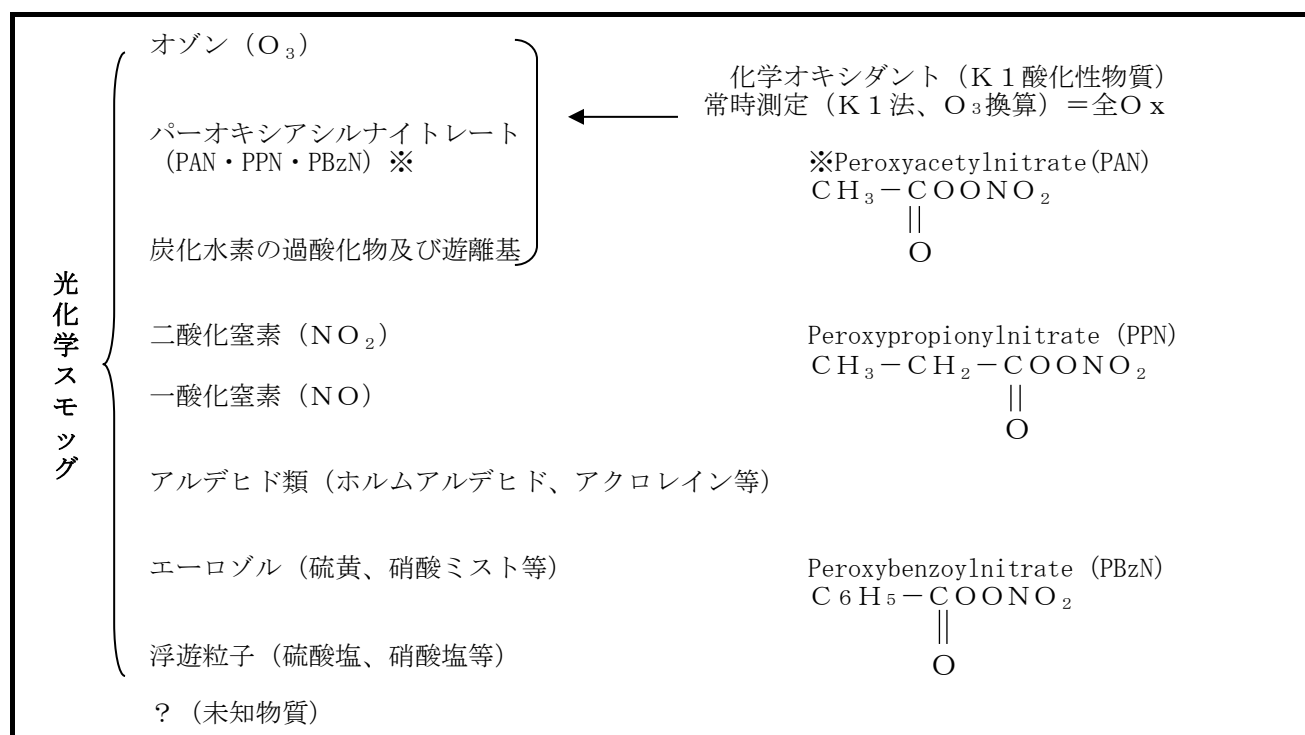 オゾン（Ｏ₃）
化学オキシダント（Ｋ１酸化性物質）
常時測定（Ｋ１法、Ｏ₃換算）＝全Ｏｘ
パーオキシアシルナイトレート
（PAN・PPN・PBzN）※
※Peroxyacetylnitrate(PAN)
ＣＨ₃－ＣＯＯＮＯ₂
||
Ｏ
炭化水素の過酸化物及び遊離基
光化学スモッグ
二酸化窒素（ＮＯ₂）
Peroxypropionylnitrate (PPN)
ＣＨ₃－ＣＨ₂－ＣＯＯＮＯ₂
||
Ｏ
一酸化窒素（ＮＯ）
アルデヒド類（ホルムアルデヒド、アクロレイン等）
エーロゾル（硫黄、硝酸ミスト等）
Peroxybenzoylnitrate (PBzN)
Ｃ６Ｈ₅－ＣＯＯＮＯ₂
||
Ｏ
浮遊粒子（硫酸塩、硝酸塩等）
？（未知物質）